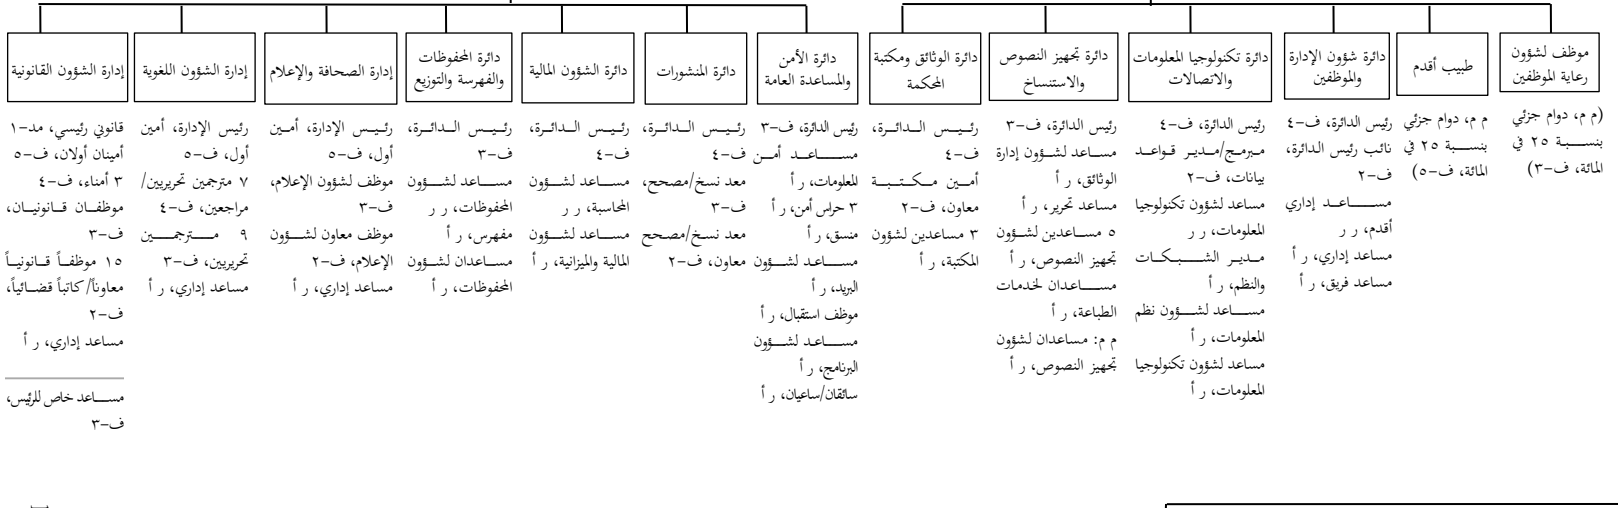 موظف لشؤون
رعاية الموظفين
(م م، دوام جزئي
بنسبة ٢٥ في
المائة، ف-٣)
طبيب أقدم
م م، دوام جزئي
بنسبة ٢٥ في
المائة، ف-٥)
دائرة شؤون الإدارة
والموظفين
رئيس الدائرة، ف-٤
نائب رئيس الدائرة،
ف-٢
مساعد إداري
أقدم، ر ر
مساعد إداري، ر أ
مساعد فريق، ر أ
دائرة تكنولوجيا المعلومات
والاتصالات
رئيس الدائرة، ف-٤
مبرمج/مدير قواعد
بيانات، ف-٢
مساعد لشؤون تكنولوجيا
المعلومات، ر ر
مدير الشبكات
والنظم، ر أ
مساعد لشؤون نظم
المعلومات، ر أ
مساعد لشؤون تكنولوجيا
المعلومات، ر أ
دائرة تجهيز النصوص
والاستنساخ
رئيس الدائرة، ف-٣
مساعد لشؤون إدارة
الوثائق، ر أ
مساعد تحرير، ر أ
٥ مساعدين لشؤون
تجهيز النصوص، ر أ
مساعدان لخدمات
الطباعة، ر أ
م م: مساعدان لشؤون
تجهيز النصوص، ر أ
دائرة الوثائق ومكتبة
المحكمة
رئيس الدائرة،
ف-٤
أمين مكتبة
معاون، ف-٢
٣ مساعدين لشؤون
المكتبة، ر أ
دائرة الأمن
والمساعدة العامة
رئيس الدائرة، ف-٣
مساعد أمن
المعلومات، ر أ
٣ حراس أمن، ر أ
منسق، ر أ
مساعد لشؤون
البريد، ر أ
موظف استقبال، ر أ
مساعد لشؤون
البرنامج، ر أ
سائقان/ساعيان، ر أ
دائرة المنشورات
رئيس الدائرة،
ف-٤
معد نسخ/مصحح،
ف-٣
معد نسخ/مصحح
معاون، ف-٢
دائرة الشؤون المالية
رئيس الدائرة،
ف-٤
مساعد لشؤون
المحاسبة، ر ر
مساعد لشؤون
المالية والميزانية، ر أ
دائرة المحفوظات
والفهرسة والتوزيع
رئيس الدائرة،
ف-٣
مساعد لشؤون
المحفوظات، ر ر
مفهرس، ر أ
مساعدان لشؤون
المحفوظات، ر أ
إدارة الصحافة والإعلام
رئيس الإدارة، أمين
أول، ف-٥
موظف لشؤون الإعلام،
ف-٣
موظف معاون لشؤون
الإعلام، ف-٢
مساعد إداري، ر أ
إدارة الشؤون اللغوية
رئيس الإدارة، أمين
أول، ف-٥
٧ مترجمين تحريريين/
مراجعين، ف-٤
٩ مترجمين
تحريريين، ف-٣
مساعد إداري، ر أ
إدارة الشؤون القانونية
قانوني رئيسي، مد-١
أمينان أولان، ف-٥
٣ أمناء، ف-٤
موظفان قانونيان،
ف-٣
١٥ موظفاً قانونياً
معاوناً/كاتباً قضائياً،
ف-٢
مساعد إداري، ر أ
مساعد خاص للرئيس،
ف-٣